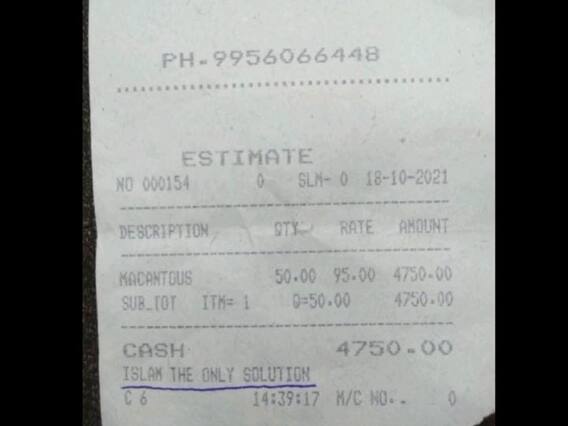 PH.9956066448
ESTIMATE
NO 000154 0 SLM- 0 18-10-2021
DESCRIPTION QTY RATE AMOUNT
MACANTOUS 50.00 95.00 4750.00
SUB_TOT ITM= 1 Q=50.00 4750.00
CASH 4750.00
ISLAM THE ONLY SOLUTION
C 6 14:39:17 M/C NO.. 0